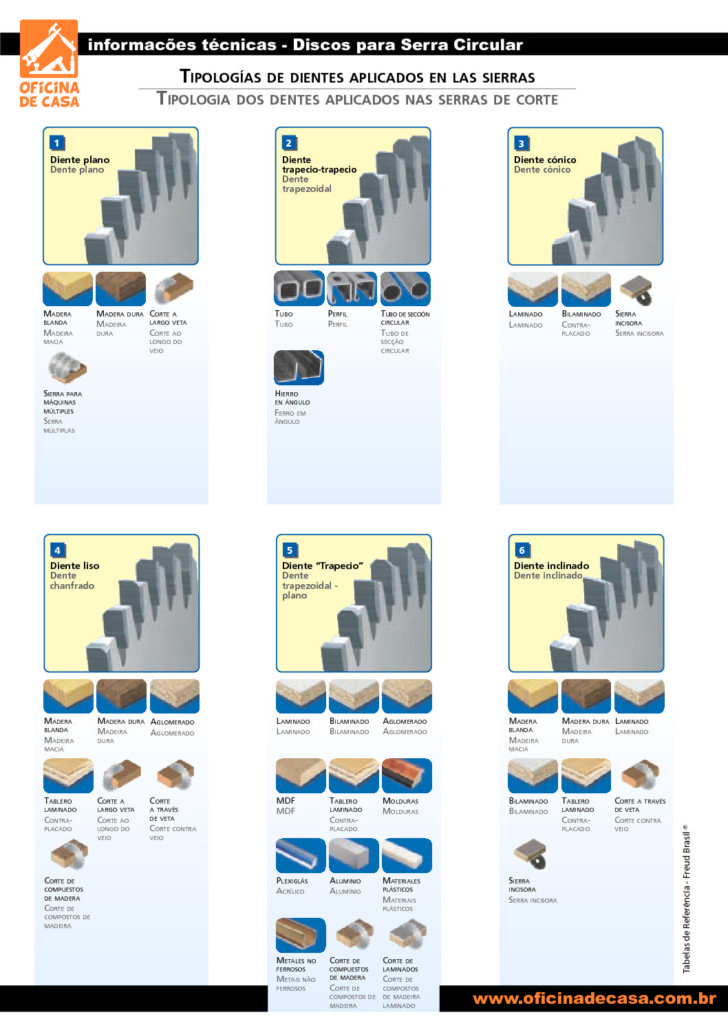 OFICINA
DE CASA
informacões técnicas - Discos para Serra Circular
TIPOLOGÍAS DE DIENTES APLICADOS EN LAS SIERRAS
TIPOLOGIA DOS DENTES APLICADOS NAS SERRAS DE CORTE
1
Diente plano
Dente plano
MADERA
BLANDA
MADEIRA
MACIA
MADERA DURA
MADEIRA
DURA
CORTE A
LARGO VETA
CORTE AO
LONGO DO
VEIO
SIERRA PARA
MÁQUINAS
MÚLTIPLES
SERRA
MÚLTIPLAS
2
Diente
trapecio-trapecio
Dente
trapezoidal
TUBO
TUBO
PERFIL
PERFIL
TUBO DE SECCIÓN
CIRCULAR
TUBO DE
SECÇÃO
CIRCULAR
HIERRO
EN ÁNGULO
FERRO EM
ÂNGULO
3
Diente cónico
Dente cónico
LAMINADO
LAMINADO
BILAMINADO
CONTRA-
PLACADO
SIERRA
INCISORA
SERRA INCISORA
4
Diente liso
Dente
chanfrado
MADERA
BLANDA
MADEIRA
MACIA
MADERA DURA
MADEIRA
DURA
AGLOMERADO
AGLOMERADO
TABLERO
LAMINADO
CONTRA-
PLACADO
CORTE A
LARGO VETA
CORTE AO
LONGO DO
VEIO
CORTE
A TRAVÉS
DE VETA
CORTE CONTRA
VEIO
CORTE DE
COMPUESTOS
DE MADERA
CORTE DE
COMPOSTOS DE
MADEIRA
5
Diente “Trapecio”
Dente
trapezoidal -
plano
LAMINADO
LAMINADO
BILAMINADO
BILAMINADO
AGLOMERADO
AGLOMERADO
MDF
MDF
TABLERO
LAMINADO
CONTRA-
PLACADO
MOLDURAS
MOLDURAS
PLEXIGLÁS
ACRÍLICO
ALUMINIO
ALUMÍNIO
MATERIALES
PLÁSTICOS
MATERIAIS
PLÁSTICOS
METALES NO
FERROSOS
METAIS NÃO
FERROSOS
CORTE DE
COMPUESTOS
DE MADERA
CORTE DE
COMPOSTOS DE
MADEIRA
CORTE DE
LAMINADOS
CORTE DE
COMPOSTOS
DE MADEIRA
LAMINADO
6
Diente inclinado
Dente inclinado
MADERA
BLANDA
MADEIRA
MACIA
MADERA DURA
MADEIRA
DURA
LAMINADO
LAMINADO
BILAMINADO
BILAMINADO
TABLERO
LAMINADO
CONTRA-
PLACADO
CORTE A TRAVÉS
DE VETA
CORTE CONTRA
VEIO
SIERRA
INCISORA
SERRA INCISORA
Tabelas de Referência - Freud Brasil ®
www.oficinadecasa.com.br